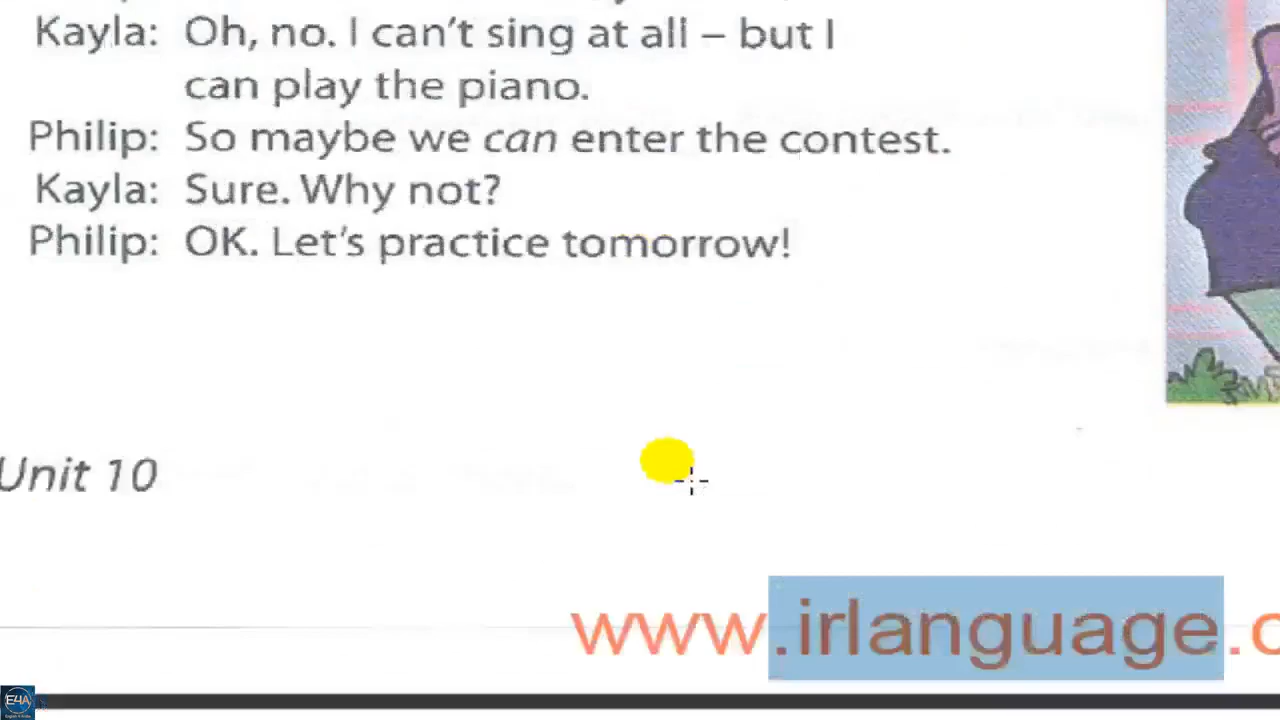 Kayla: Oh, no. I can't sing at all – but I
can play the piano.
Philip: So maybe we can enter the contest.
Kayla: Sure. Why not?
Philip: OK. Let's practice tomorrow!
Unit 10
www.irlanguage.c
E4A